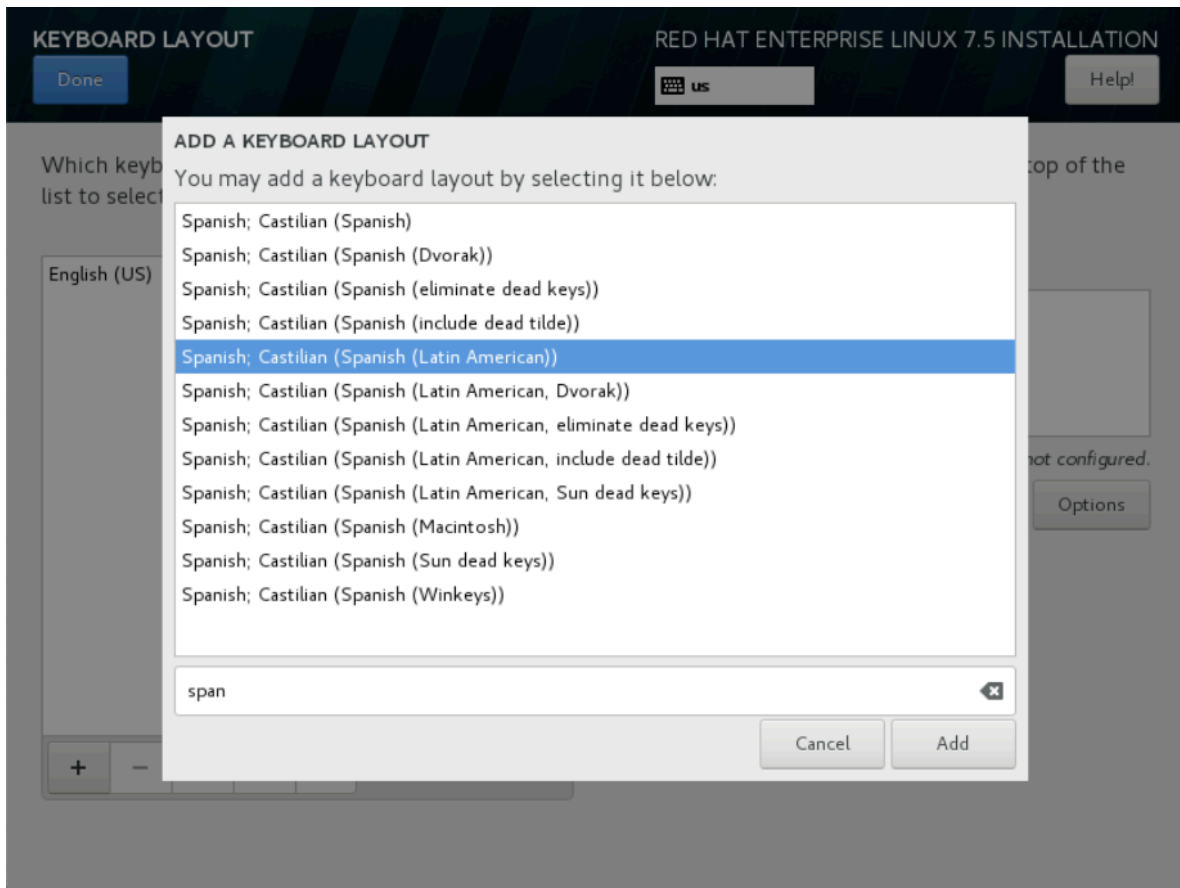 KEYBOARD LAYOUT
RED HAT ENTERPRISE LINUX 7.5 INSTALLATION
Done
us
Help!
ADD A KEYBOARD LAYOUT
Which keyb
top of the
You may add a keyboard layout by selecting it below:
list to select
Spanish; Castilian (Spanish)
Spanish; Castilian (Spanish (Dvorak))
English (US)
Spanish; Castilian (Spanish (eliminate dead keys))
Spanish; Castilian (Spanish (include dead tilde))
Spanish; Castilian (Spanish (Latin American))
Spanish; Castilian (Spanish (Latin American, Dvorak))
Spanish; Castilian (Spanish (Latin American, eliminate dead keys))
Spanish; Castilian (Spanish (Latin American, include dead tilde))
not configured.
Spanish; Castilian (Spanish (Latin American, Sun dead keys))
Options
Spanish; Castilian (Spanish (Macintosh))
Spanish; Castilian (Spanish (Sun dead keys))
Spanish; Castilian (Spanish (Winkeys))
span
Cancel
Add
+ −